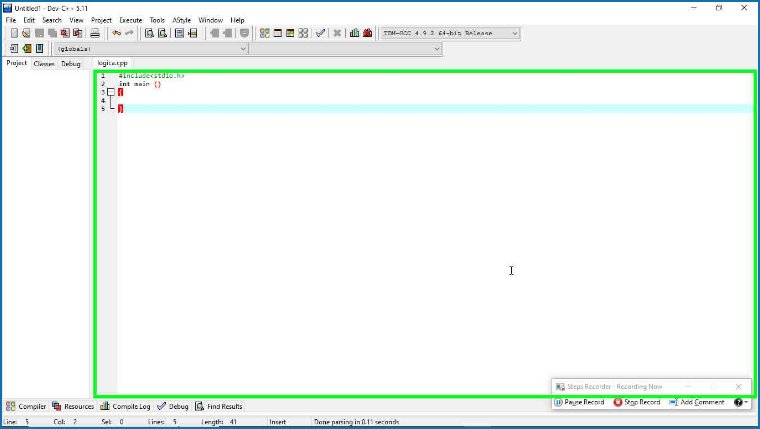 Untitled1 - Dev-C++ 5.11
File Edit Search View Project Execute Tools AStyle Window Help
TDM-GCC 4.9.2 64-bit Release
(globals)
Project Classes Debug logica.cpp
1 #include<stdio.h>
2 int main ()
3 {
4
5 }
Steps Recorder - Recording Now
Pause Record Stop Record Add Comment
Compiler Resources Compile Log Debug Find Results
Line: 5 Col: 2 Sel: 0 Lines: 5 Length: 41 Insert Done parsing in 0.11 seconds